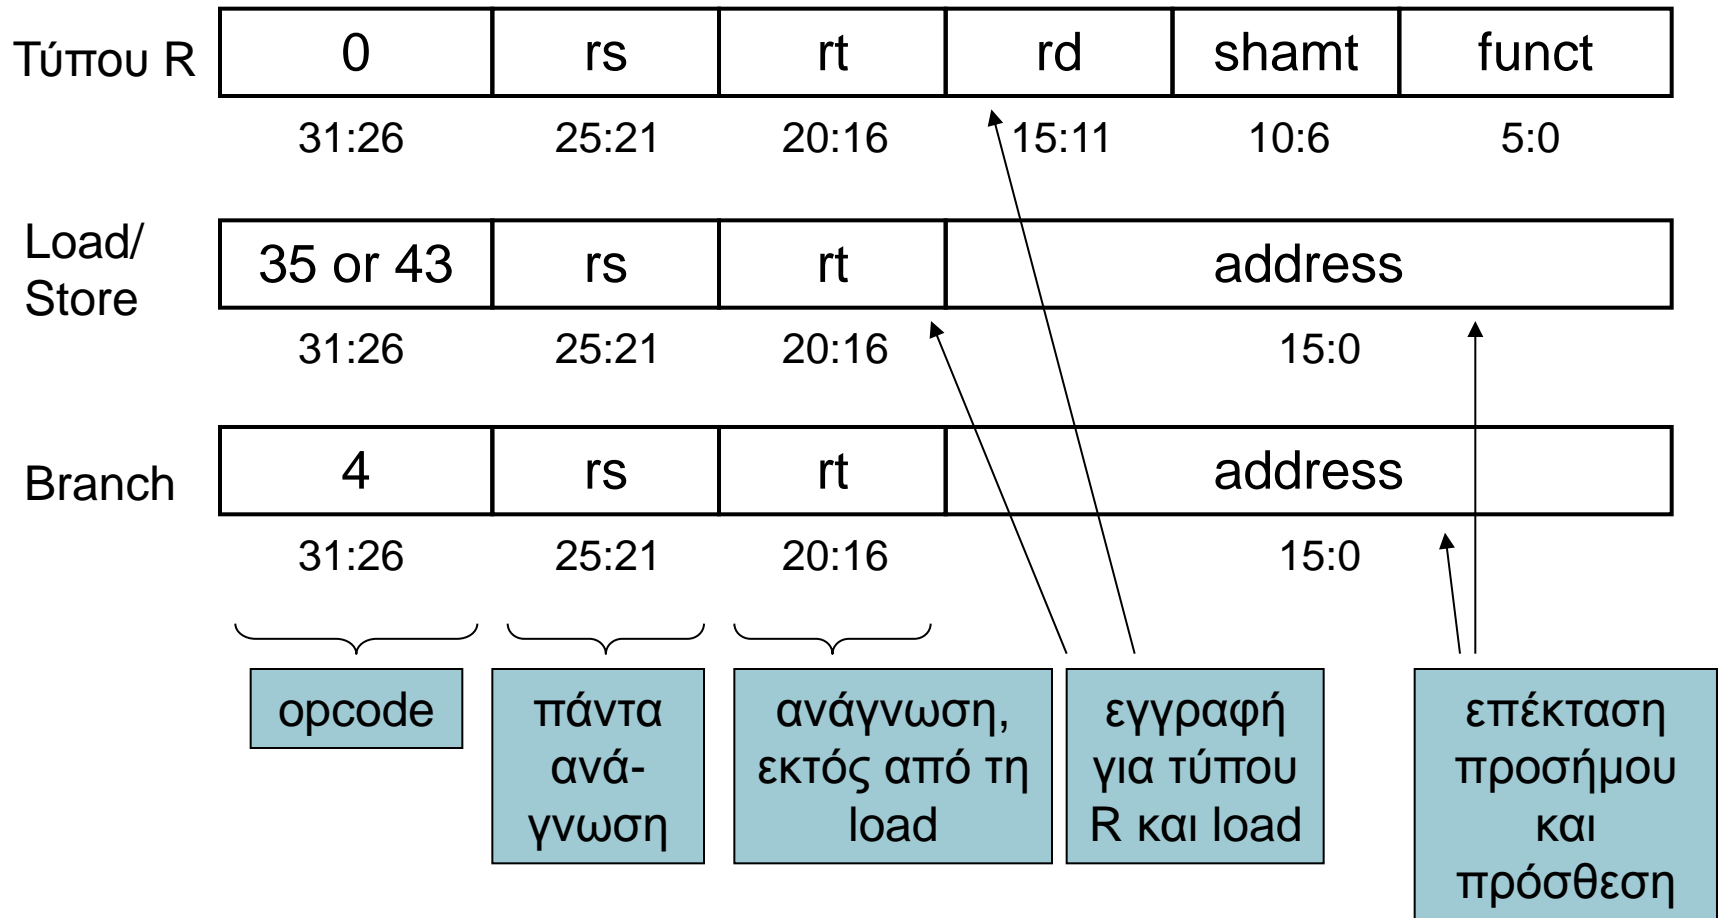 Τύπου R 0 rs rt rd shamt funct
31:26 25:21 20:16 15:11 10:6 5:0
Load/
Store
35 or 43 rs rt address
31:26 25:21 20:16 15:0
Branch 4 rs rt address
31:26 25:21 20:16 15:0
opcode
πάντα
ανά-
γνωση
ανάγνωση,
εκτός από τη
load
εγγραφή
για τύπου
R και load
επέκταση
προσήμου
και
πρόσθεση